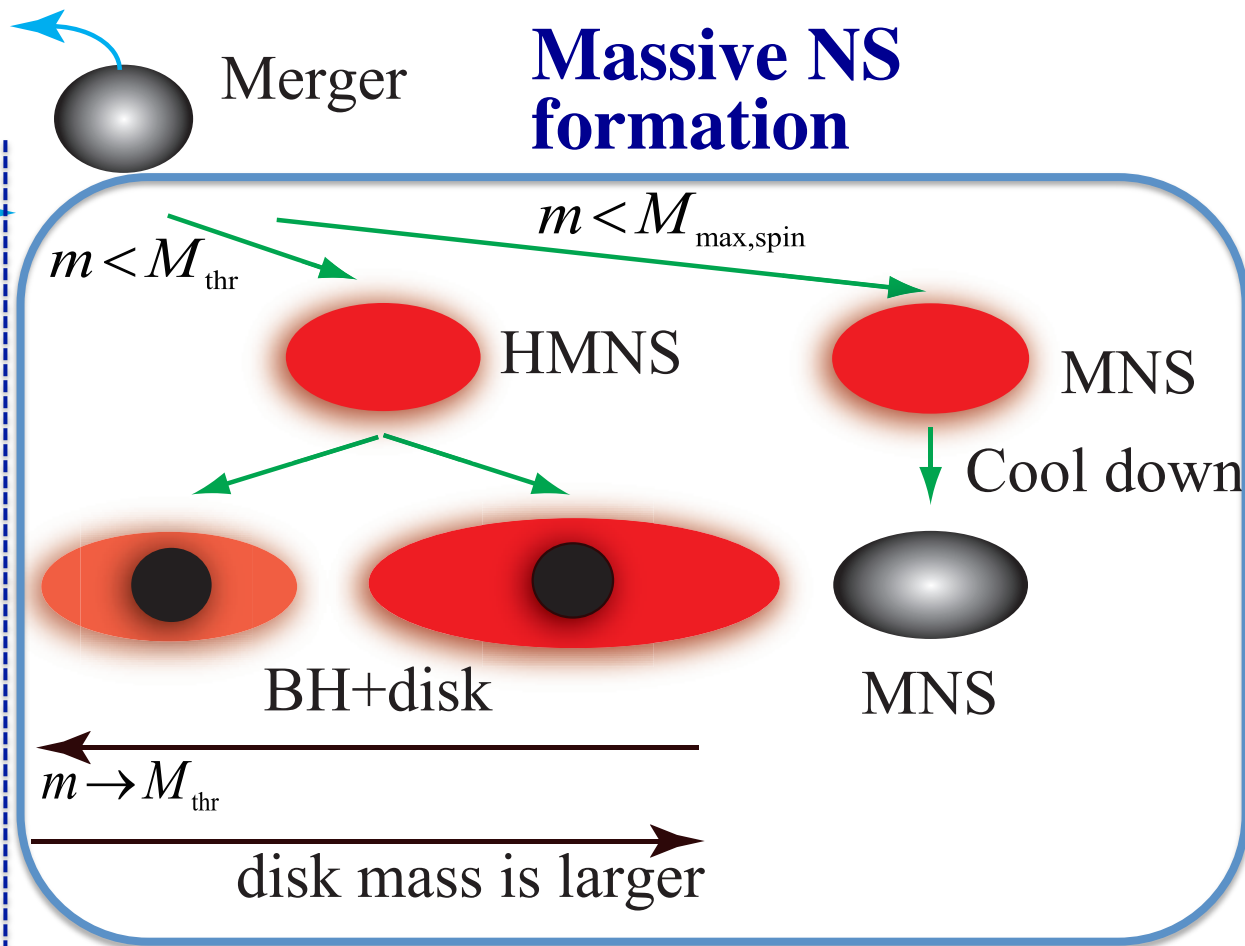 Merger
Massive NS
formation
m < M_thr
m < M_max,spin
HMNS
MNS
Cool down
BH+disk
MNS
m → M_thr
disk mass is larger